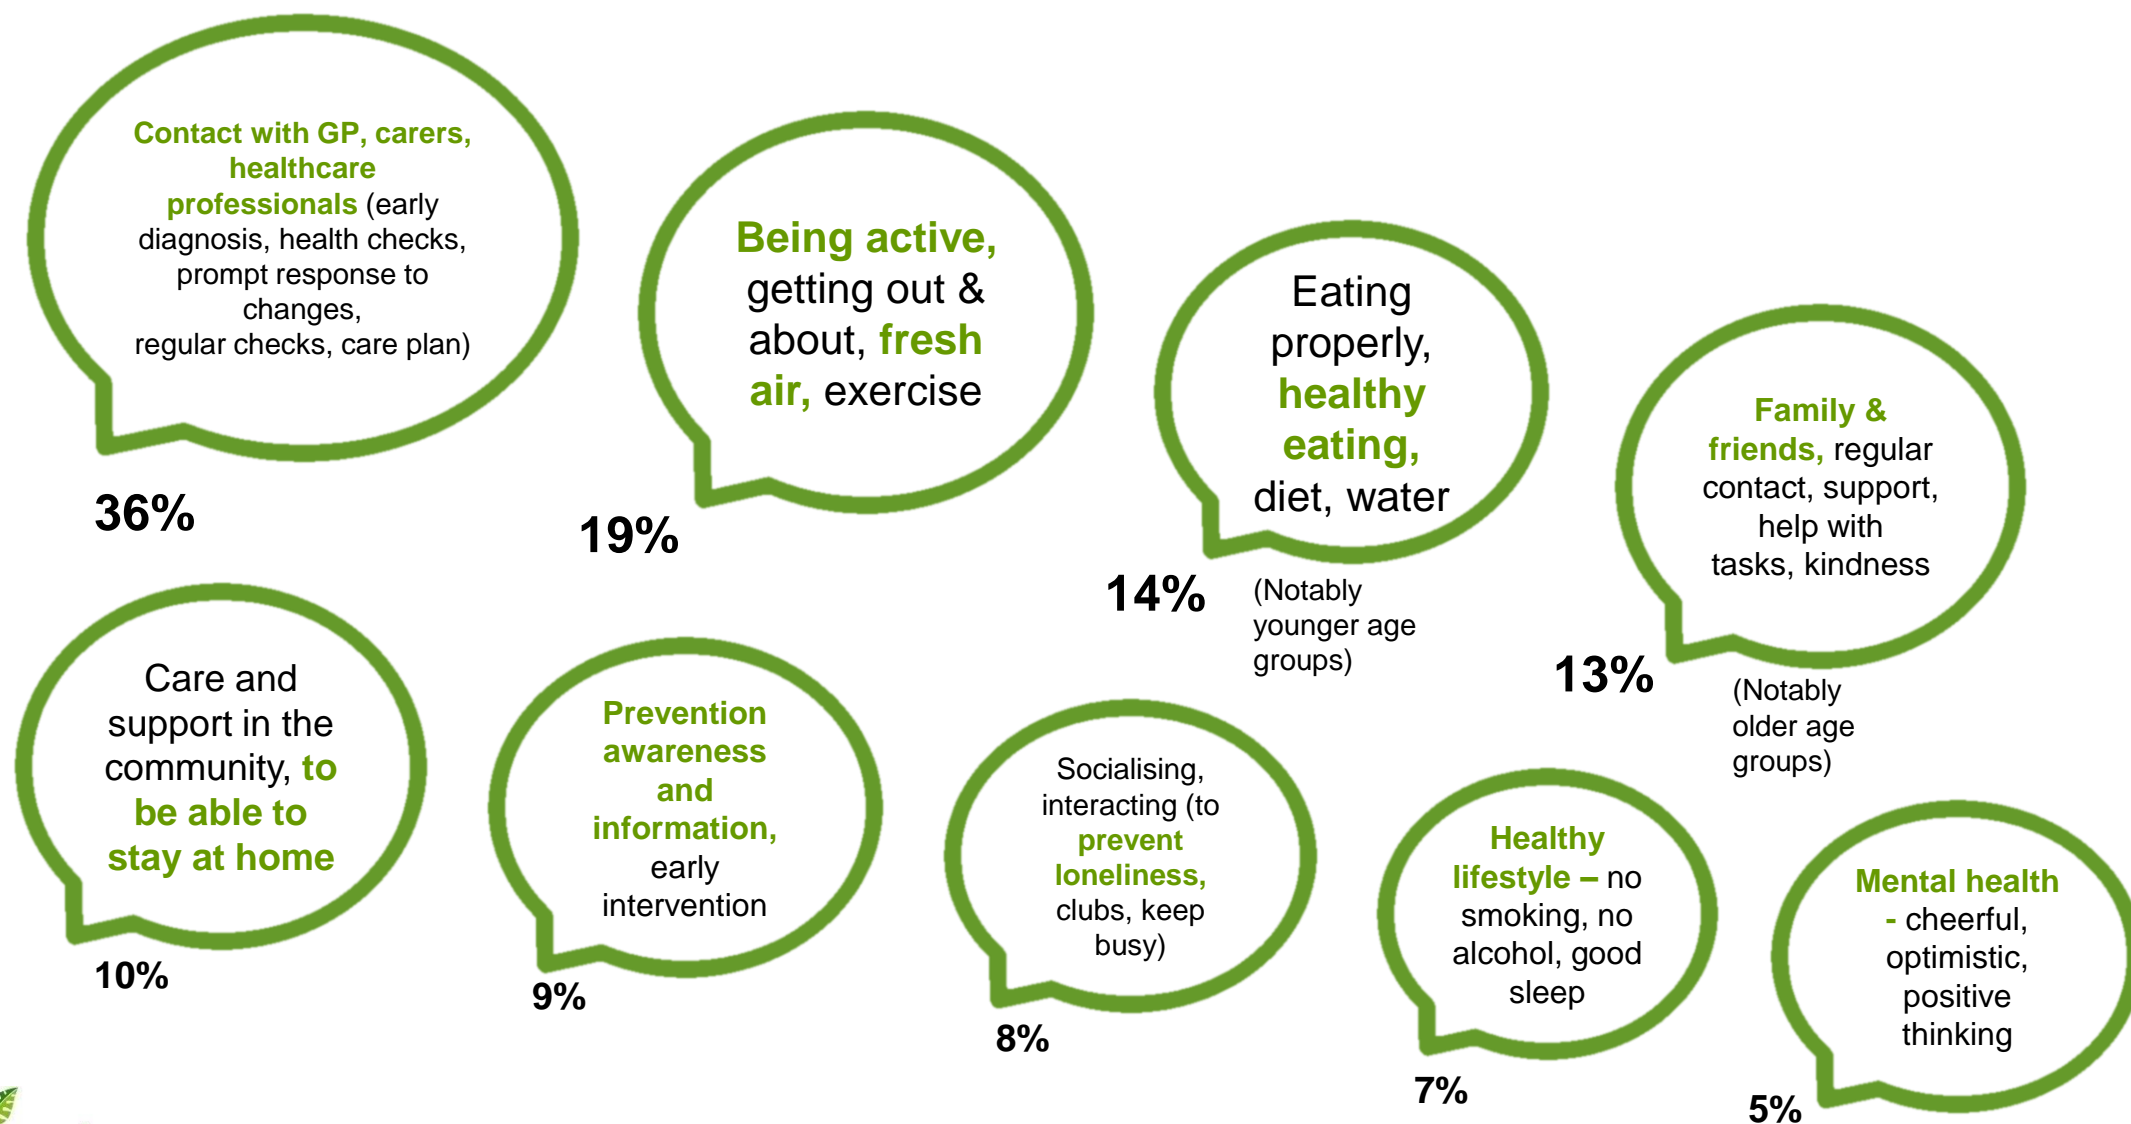 Contact with GP, carers,
healthcare
professionals (early
diagnosis, health checks,
prompt response to
changes,
regular checks, care plan)
36%
Being active,
getting out &
about, fresh
air, exercise
19%
Eating
properly,
healthy
eating,
diet, water
14%
(Notably
younger age
groups)
Family &
friends, regular
contact, support,
help with
tasks, kindness
13%
(Notably
older age
groups)
Care and
support in the
community, to
be able to
stay at home
10%
Prevention
awareness
and
information,
early
intervention
9%
Socialising,
interacting (to
prevent
loneliness,
clubs, keep
busy)
8%
Healthy
lifestyle – no
smoking, no
alcohol, good
sleep
7%
Mental health
- cheerful,
optimistic,
positive
thinking
5%